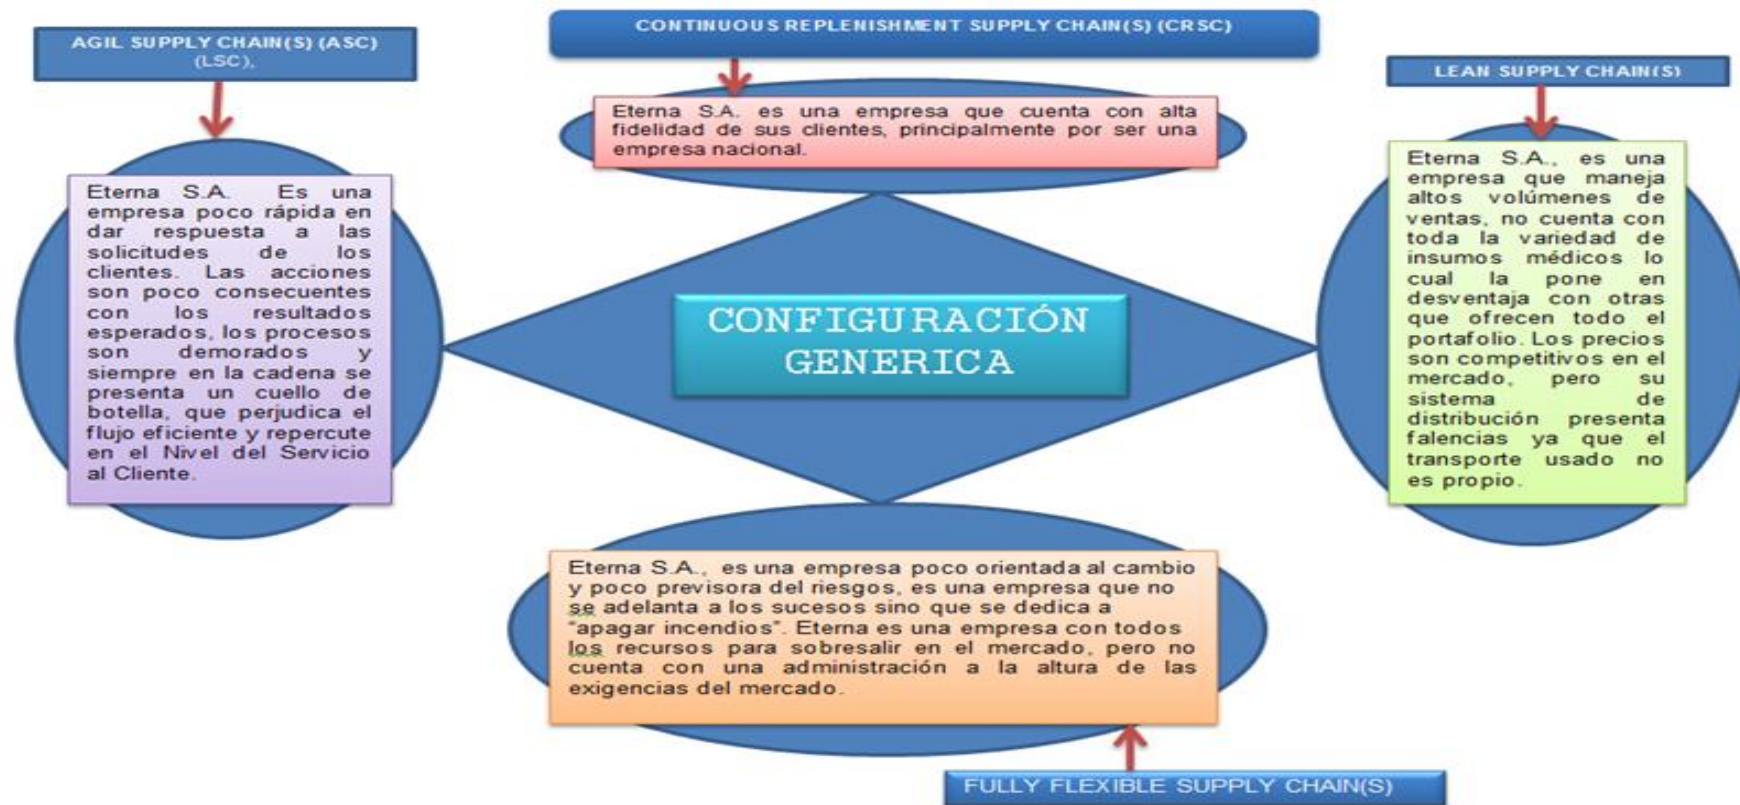 CONTINUOUS REPLENISHMENT SUPPLY CHAIN(S) (CRSC)
AGIL SUPPLY CHAIN(S) (ASC)
(LSC),
LEAN SUPPLY CHAIN(S)
Eterna S.A. es una empresa que cuenta con alta
fidelidad de sus clientes, principalmente por ser una
empresa nacional.
Eterna S.A. Es una
empresa poco rápida en
dar respuesta a las
solicitudes de los
clientes. Las acciones
son poco consecuentes
con los resultados
esperados, los procesos
son demorados y
siempre en la cadena se
presenta un cuello de
botella, que perjudica el
flujo eficiente y repercute
en el Nivel del Servicio
al Cliente.
CONFIGURACIÓN
GENERICA
Eterna S.A., es una
empresa que maneja
altos volúmenes de
ventas, no cuenta con
toda la variedad de
insumos médicos lo
cual la pone en
desventaja con otras
que ofrecen todo el
portafolio. Los precios
son competitivos en el
mercado, pero su
sistema de
distribución presenta
falencias ya que el
transporte usado no
es propio.
Eterna S.A., es una empresa poco orientada al cambio
y poco previsora del riesgos, es una empresa que no
se adelanta a los sucesos sino que se dedica a
"apagar incendios". Eterna es una empresa con todos
los recursos para sobresalir en el mercado, pero no
cuenta con una administración a la altura de las
exigencias del mercado.
FULLY FLEXIBLE SUPPLY CHAIN(S)